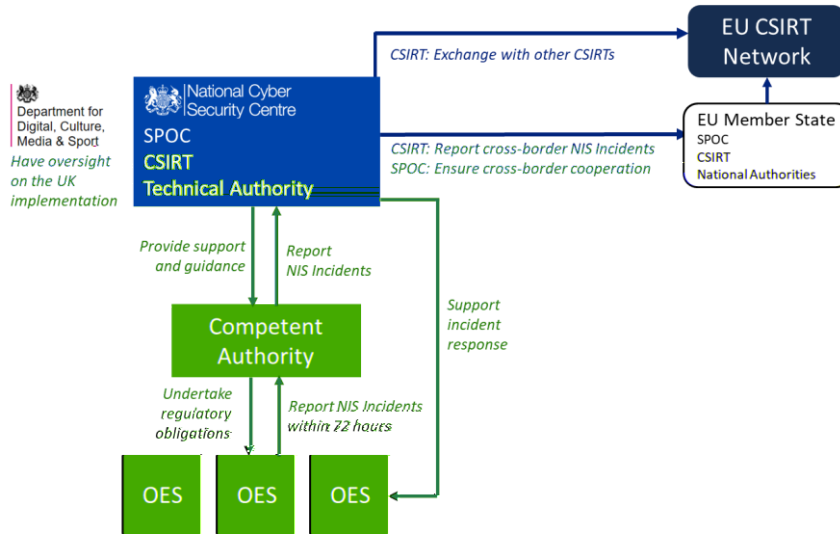 EU CSIRT
Network
CSIRT: Exchange with other CSIRTs
National Cyber
Security Centre
SPOC
CSIRT
Technical Authority
Department for
Digital, Culture,
Media & Sport
Have oversight
on the UK
implementation
EU Member State
SPOC
CSIRT
National Authorities
CSIRT: Report cross-border NIS Incidents
SPOC: Ensure cross-border cooperation
Provide support
and guidance
Report
NIS Incidents
Support
incident
response
Competent
Authority
Undertake
regulatory
obligations
Report NIS Incidents
within 72 hours
OES
OES
OES